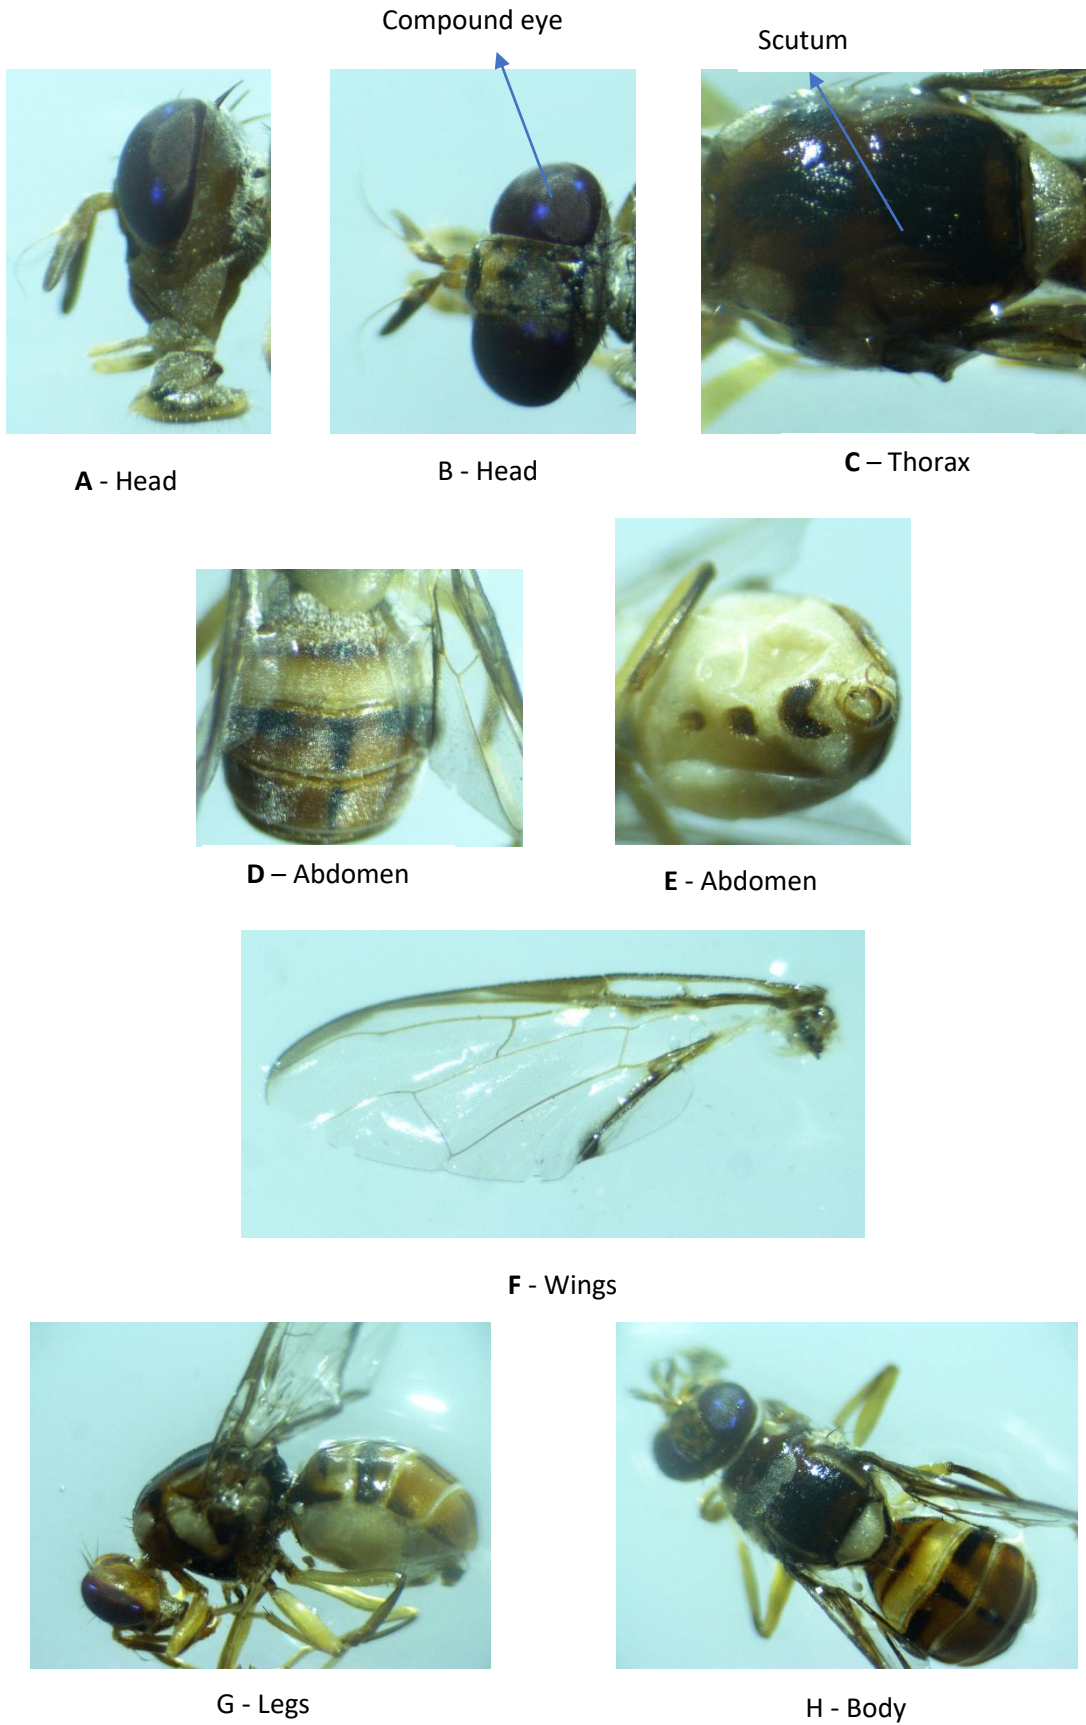 Compound eye
Scutum
A - Head
B - Head
C – Thorax
D – Abdomen
E - Abdomen
F - Wings
G - Legs
H - Body